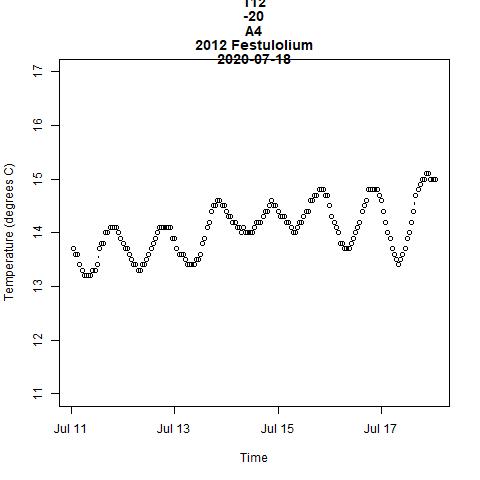 T12
-20
A4
2012 Festulolium
2020-07-18
Temperature (degrees C)
17
16
15
14
13
12
11
Jul 11
Jul 13
Jul 15
Jul 17
Time